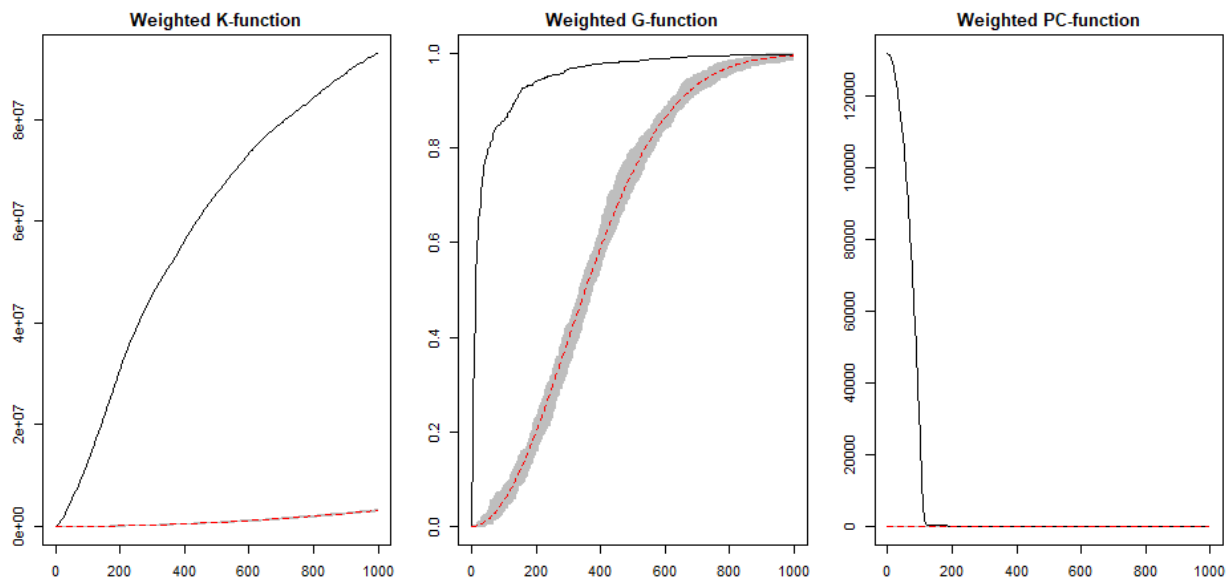 Weighted K-function
0e+00
2e+07
4e+07
6e+07
8e+07
0 200 400 600 800 1000
Weighted G-function
0.0
0.2
0.4
0.6
0.8
1.0
0 200 400 600 800 1000
Weighted PC-function
0
20000
40000
60000
80000
100000
120000
0 200 400 600 800 1000